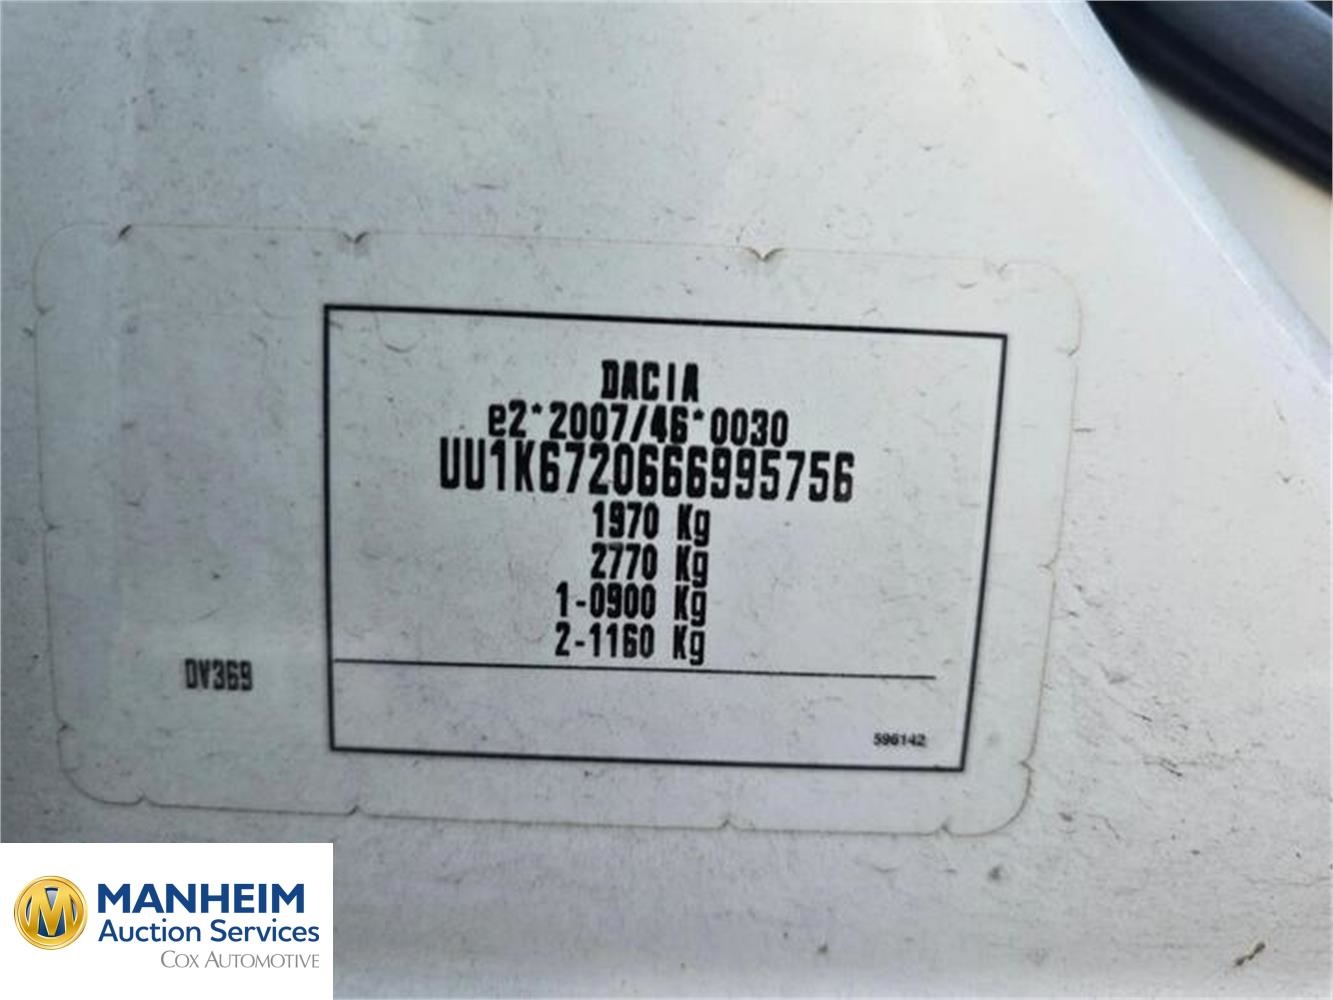 DACIA
e2*2007/46*0030
UU1K6720666995756
1970 Kg
2770 Kg
1-0900 Kg
2-1160 Kg
DV369
596142
MANHEIM
Auction Services
COX AUTOMOTIVE